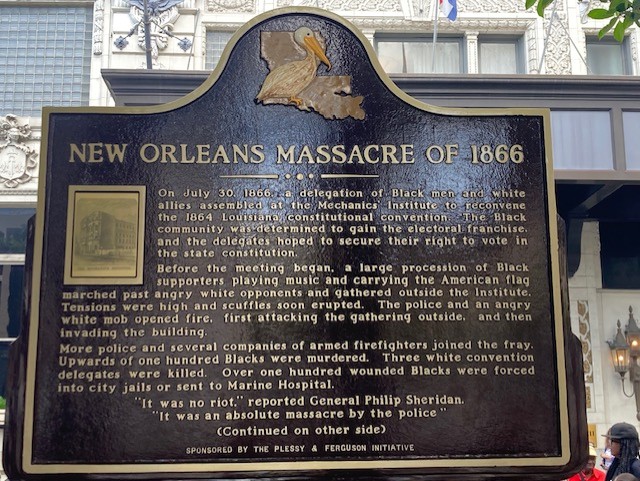 NEW ORLEANS MASSACRE OF 1866
On July 30, 1866, a delegation of Black men and white
allies assembled at the Mechanics' Institute to reconvene
the 1864 Louisiana constitutional convention. The Black
community was determined to gain the electoral franchise,
and the delegates hoped to secure their right to vote in
the state constitution.
Before the meeting began, a large procession of Black
supporters playing music and carrying the American flag
marched past angry white opponents and gathered outside the Institute.
Tensions were high and scuffles soon erupted. The police and an angry
white mob opened fire, first attacking the gathering outside, and then
invading the building.
More police and several companies of armed firefighters joined the fray.
Upwards of one hundred Blacks were murdered. Three white convention
delegates were killed. Over one hundred wounded Blacks were forced
into city jails or sent to Marine Hospital.
"It was no riot," reported General Philip Sheridan.
"It was an absolute massacre by the police"
(Continued on other side)
SPONSORED BY THE PLESSY & FERGUSON INITIATIVE